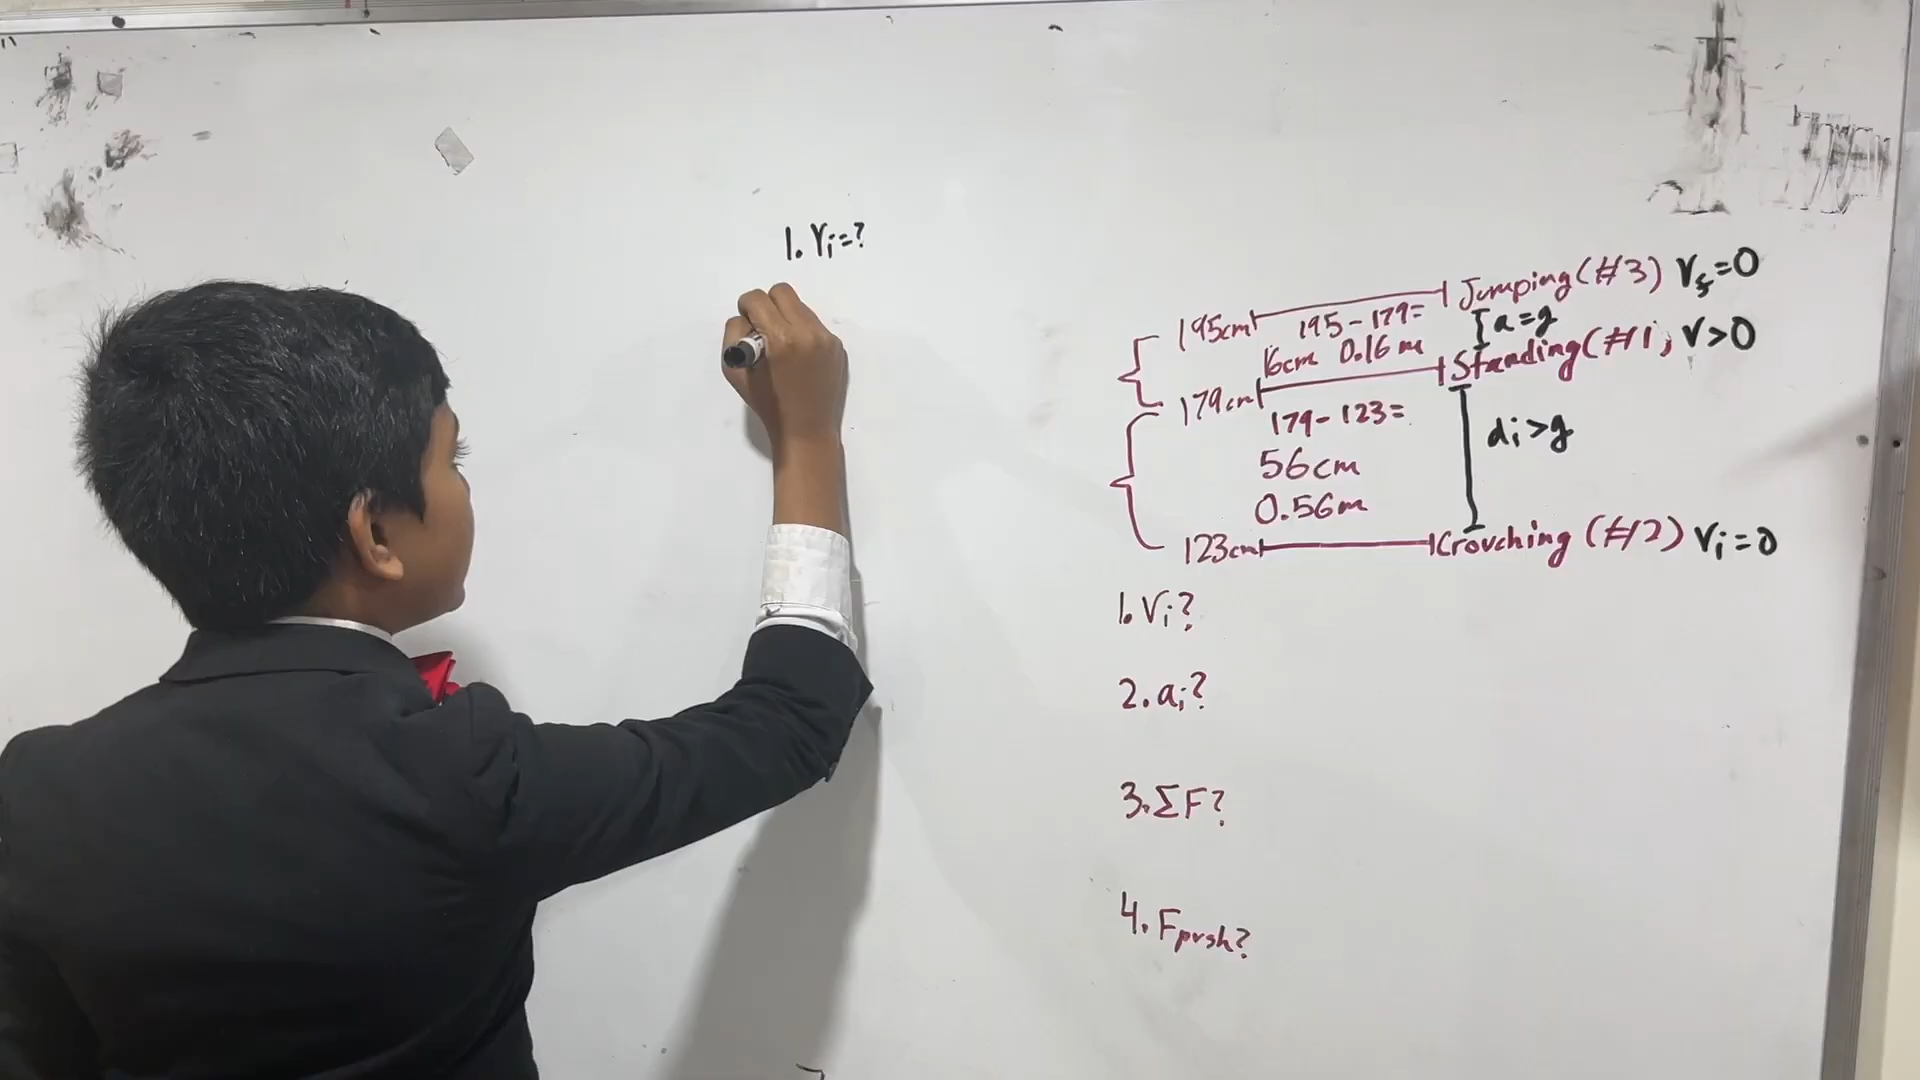 1. Vi=?
Jumping (#3) Vf=0
195cm 195-179=
a=g
16cm 0.16m
Standing (#1) V>0
179cm
179-123=
ai>g
56cm
0.56m
123cm Crouching (#2) Vi=0
1. Vi?
2. ai?
3. ΣF?
4. Fpush?